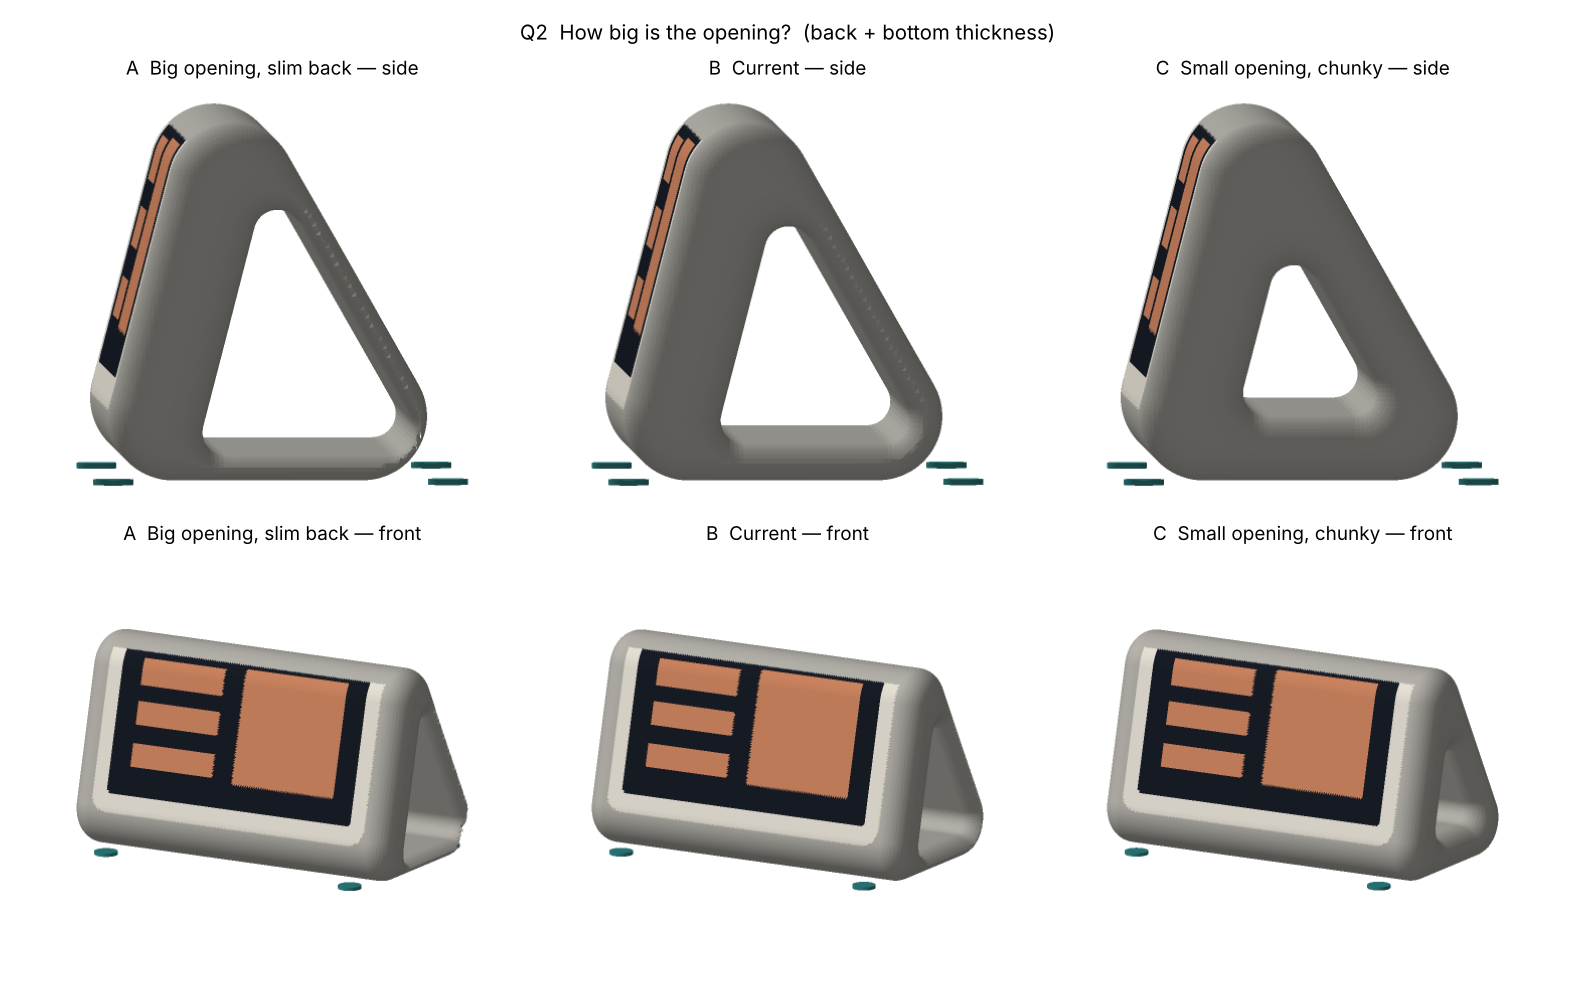 Q2  How big is the opening?  (back + bottom thickness)
A  Big opening, slim back — side
B  Current — side
C  Small opening, chunky — side
A  Big opening, slim back — front
B  Current — front
C  Small opening, chunky — front